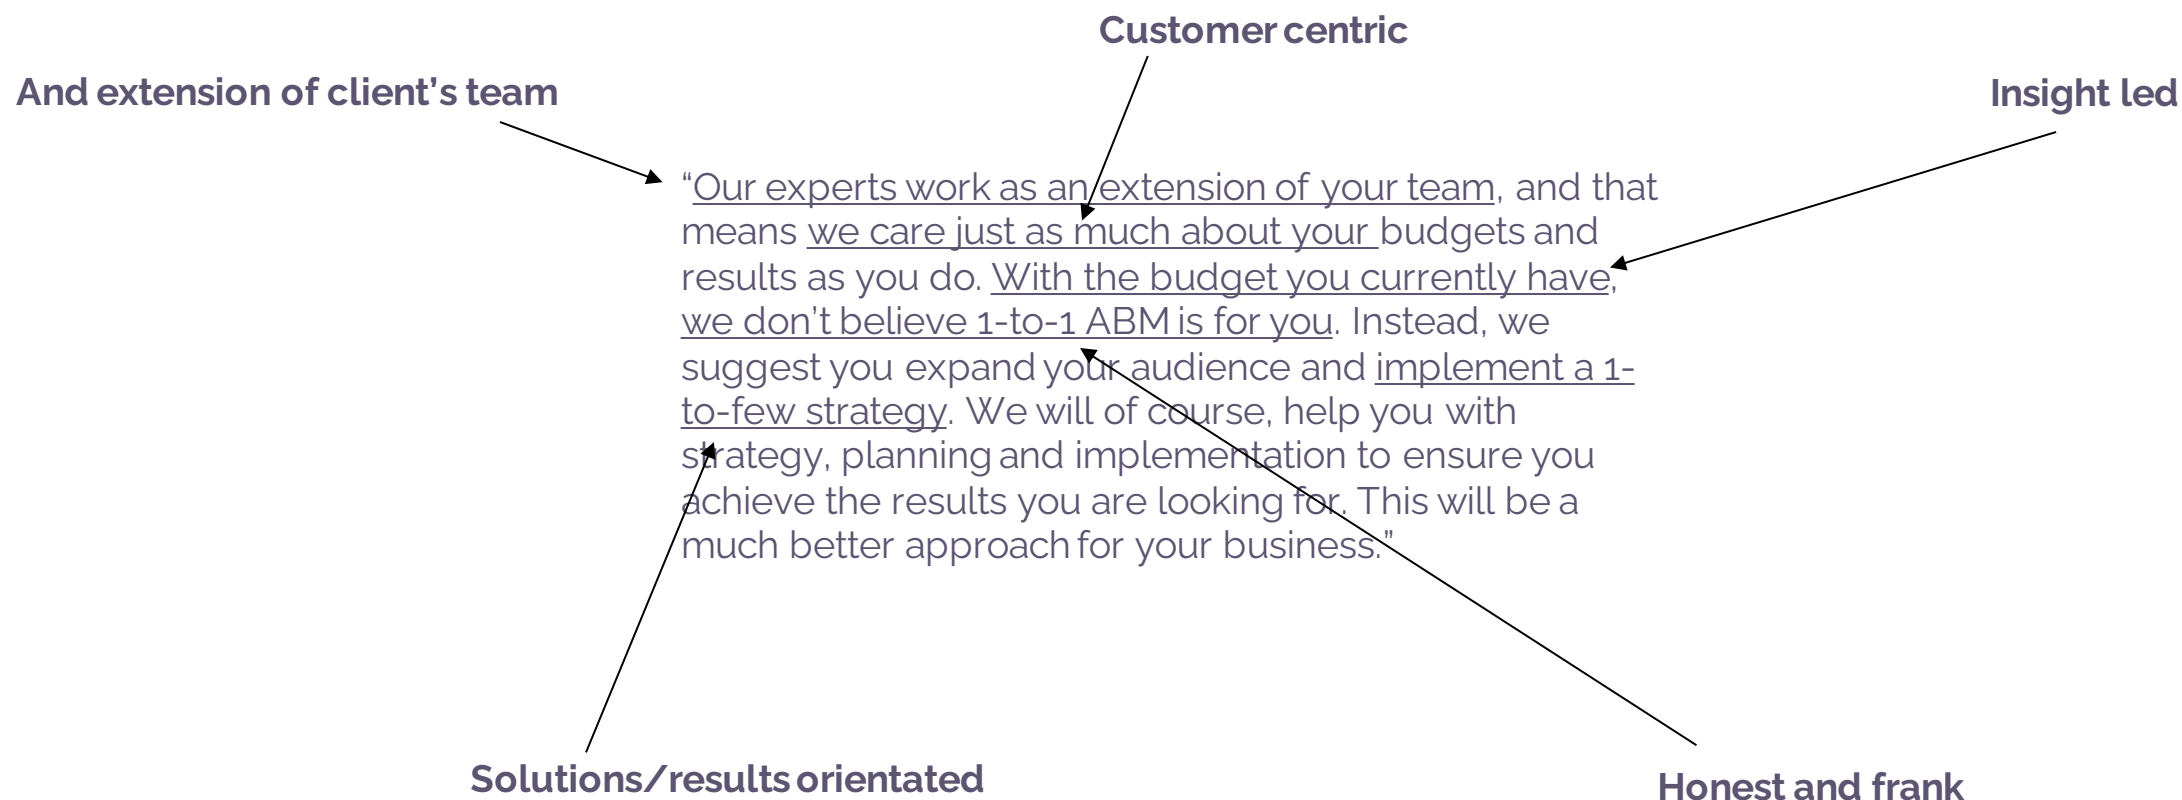 Customer centric
And extension of client’s team
Insight led
“Our experts work as an extension of your team, and that
means we care just as much about your budgets and
results as you do. With the budget you currently have,
we don’t believe 1-to-1 ABM is for you. Instead, we
suggest you expand your audience and implement a 1-
to-few strategy. We will of course, help you with
strategy, planning and implementation to ensure you
achieve the results you are looking for. This will be a
much better approach for your business.”
Solutions/results orientated
Honest and frank